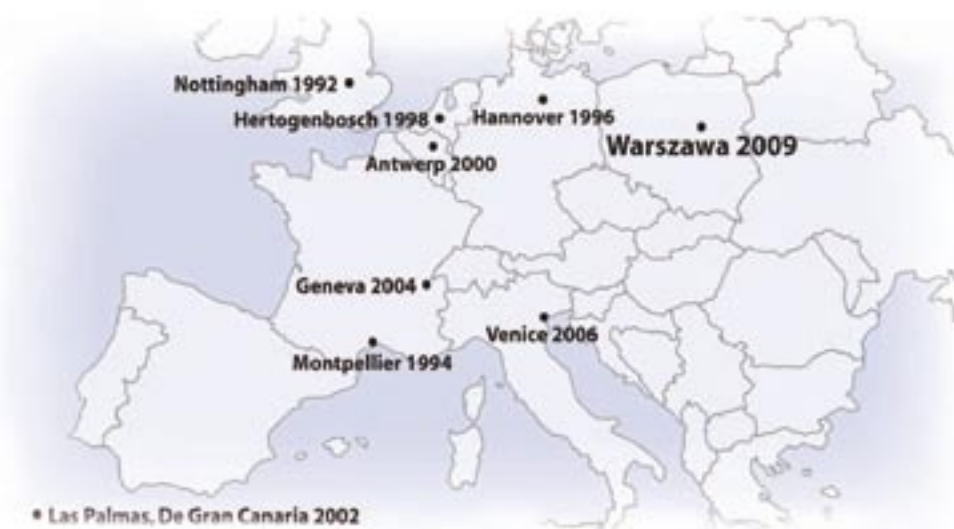 Nottingham 1992
Hertogenbosch 1998
Hannover 1996
Warszawa 2009
Antwerp 2000
Geneva 2004
Venice 2006
Montpellier 1994
• Las Palmas, De Gran Canaria 2002